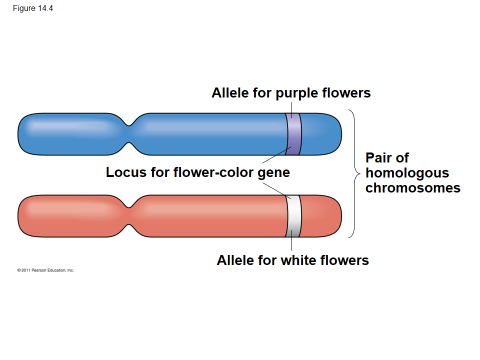 Figure 14.4
Allele for purple flowers
Locus for flower-color gene
Pair of
homologous
chromosomes
Allele for white flowers
© 2011 Pearson Education, Inc.